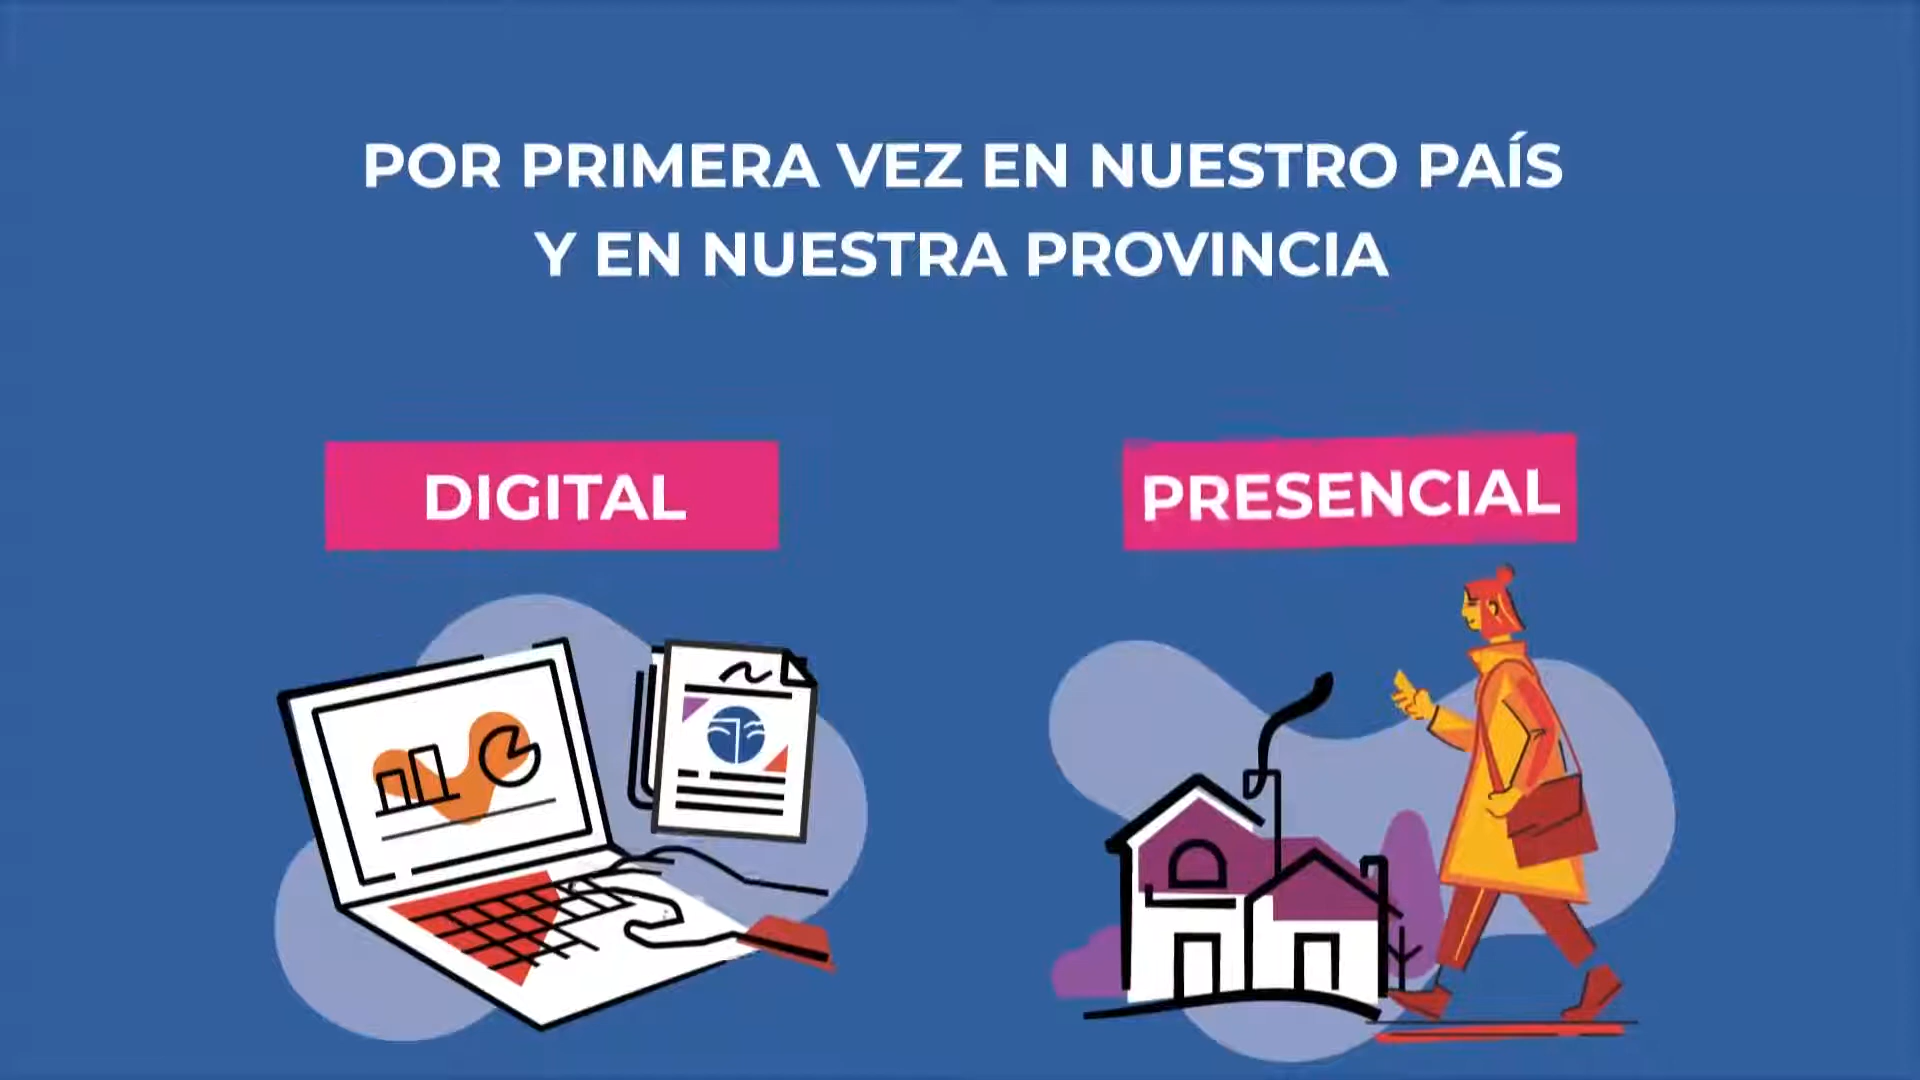 POR PRIMERA VEZ EN NUESTRO PAÍS
Y EN NUESTRA PROVINCIA
DIGITAL
PRESENCIAL